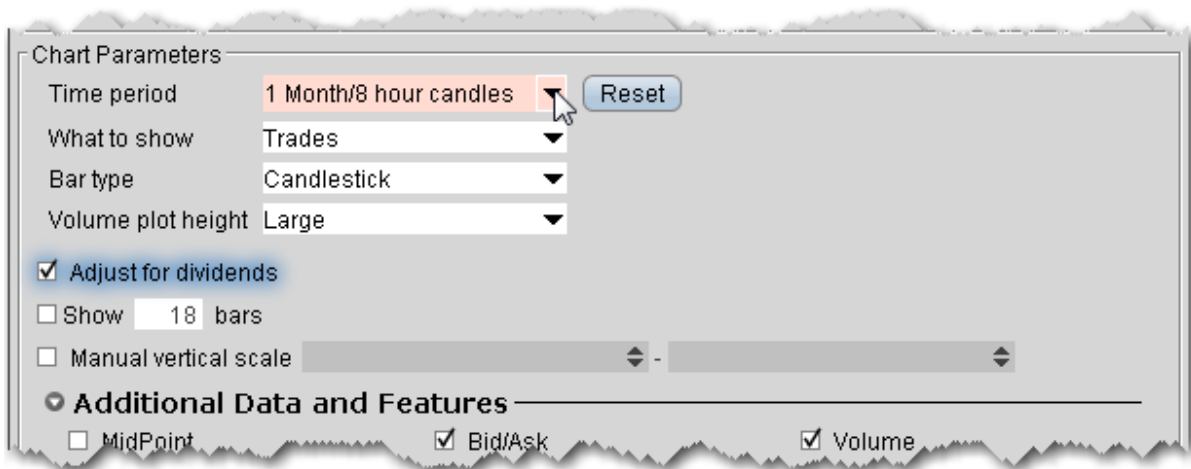 Chart Parameters
Time period 1 Month/8 hour candles Reset
What to show Trades
Bar type Candlestick
Volume plot height Large
Adjust for dividends
Show 18 bars
Manual vertical scale -
Additional Data and Features
MidPoint Bid/Ask Volume